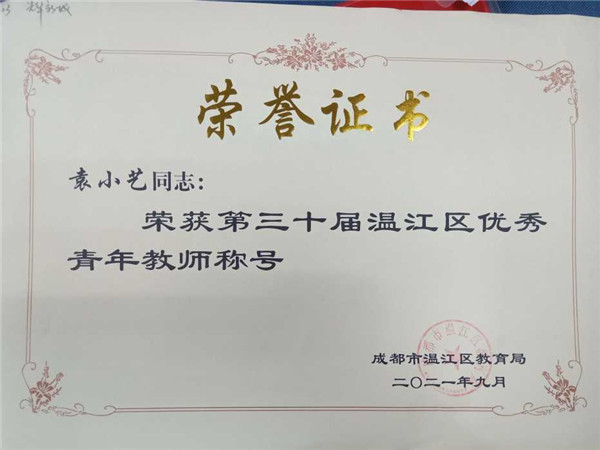 荣誉证书
袁小艺同志：
荣获第三十届温江区优秀
青年教师称号
成都市温江区教育局
二〇二一年九月